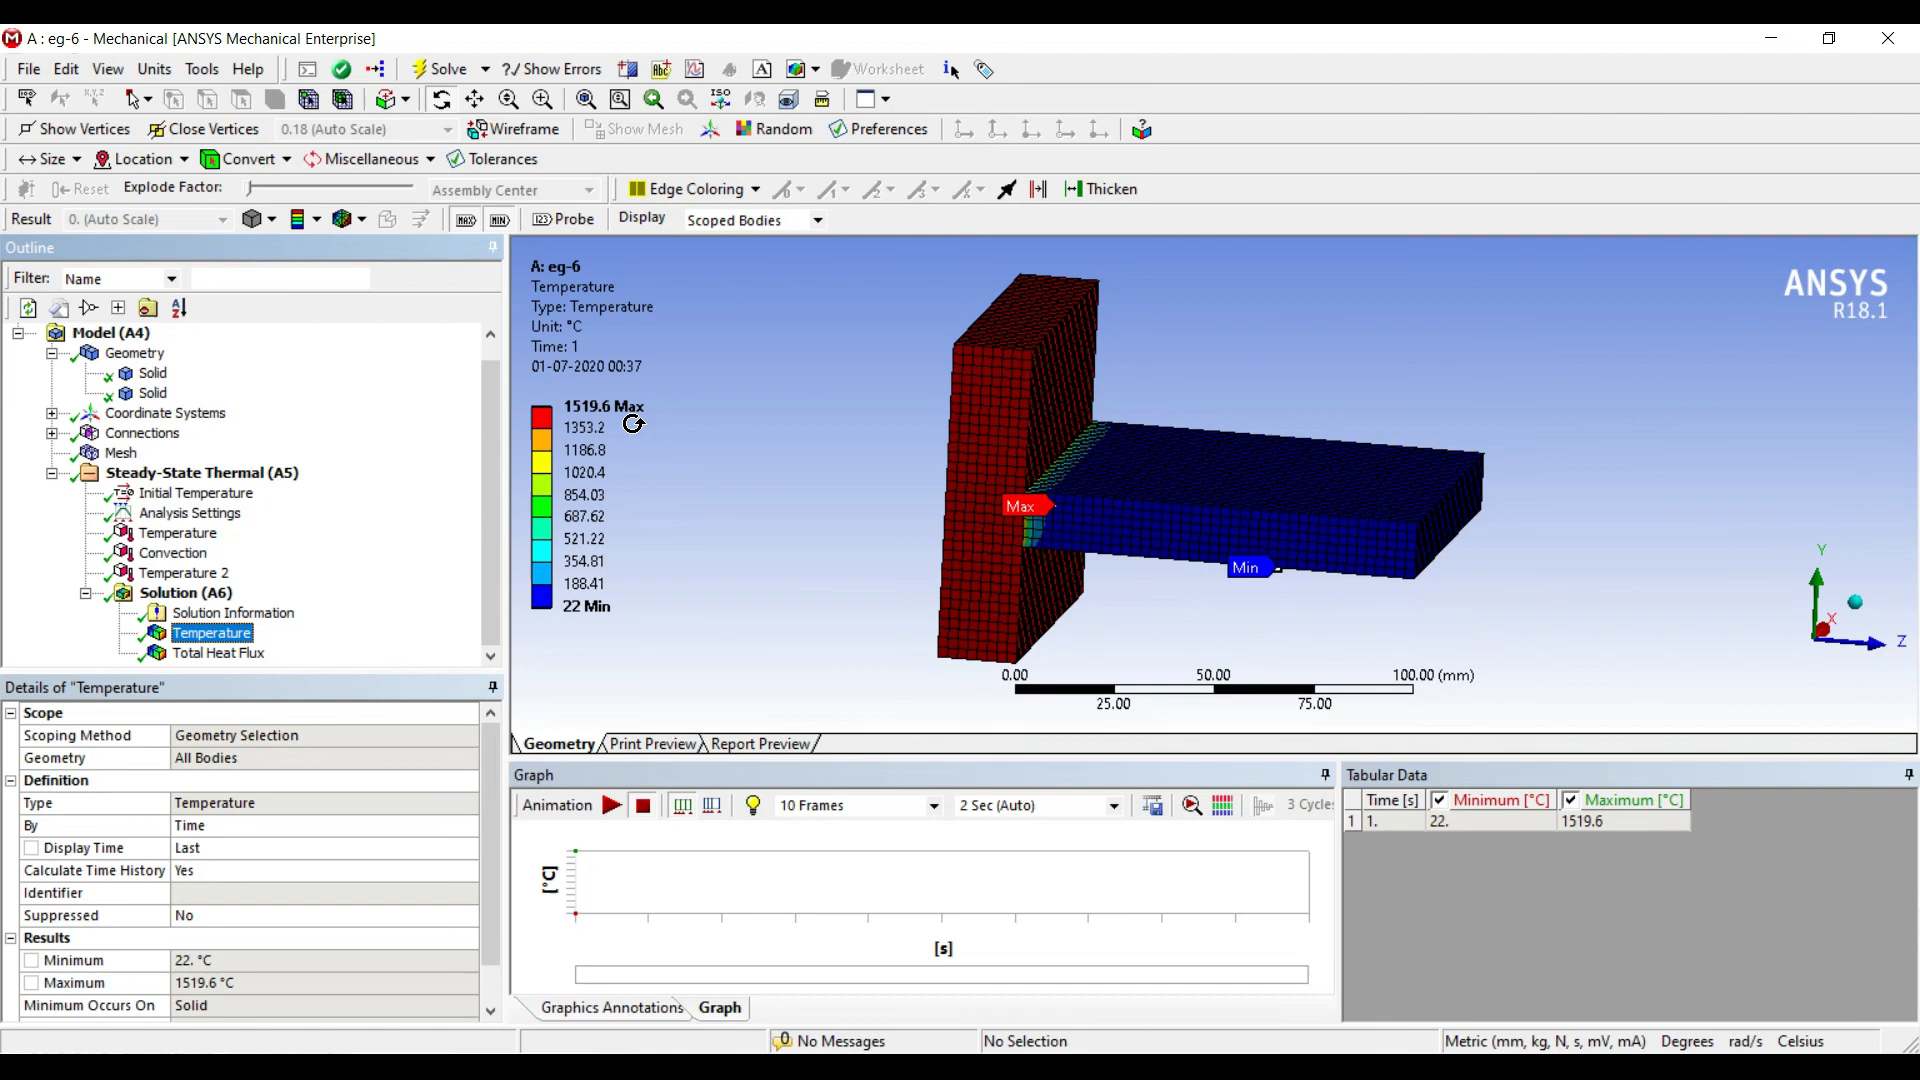 A : eg-6 - Mechanical [ANSYS Mechanical Enterprise]
File Edit View Units Tools Help Solve ?/ Show Errors Worksheet
Show Vertices Close Vertices 0.18 (Auto Scale) Wireframe Show Mesh Random Preferences
Size Location Convert Miscellaneous Tolerances
Reset Explode Factor: Assembly Center Edge Coloring Thicken
Result 0. (Auto Scale) MAX MIN Probe Display Scoped Bodies
Outline
Filter: Name
Model (A4)
Geometry
Solid
Solid
Coordinate Systems
Connections
Mesh
Steady-State Thermal (A5)
Initial Temperature
Analysis Settings
Temperature
Convection
Temperature 2
Solution (A6)
Solution Information
Temperature
Total Heat Flux
Details of "Temperature"
Scope
Scoping Method Geometry Selection
Geometry All Bodies
Definition
Type Temperature
By Time
Display Time Last
Calculate Time History Yes
Identifier
Suppressed No
Results
Minimum 22. °C
Maximum 1519.6 °C
Minimum Occurs On Solid
A: eg-6
Temperature
Type: Temperature
Unit: °C
Time: 1
01-07-2020 00:37
1519.6 Max
1353.2
1186.8
1020.4
854.03
687.62
521.22
354.81
188.41
22 Min
ANSYS
R18.1
Max
Min
Y
X
Z
0.00 50.00 100.00 (mm)
25.00 75.00
Geometry Print Preview Report Preview
Graph
Animation 10 Frames 2 Sec (Auto) 3 Cycle
[°C]
[s]
Graphics Annotations Graph
Tabular Data
Time [s] Minimum [°C] Maximum [°C]
1 1. 22. 1519.6
No Messages No Selection Metric (mm, kg, N, s, mV, mA) Degrees rad/s Celsius